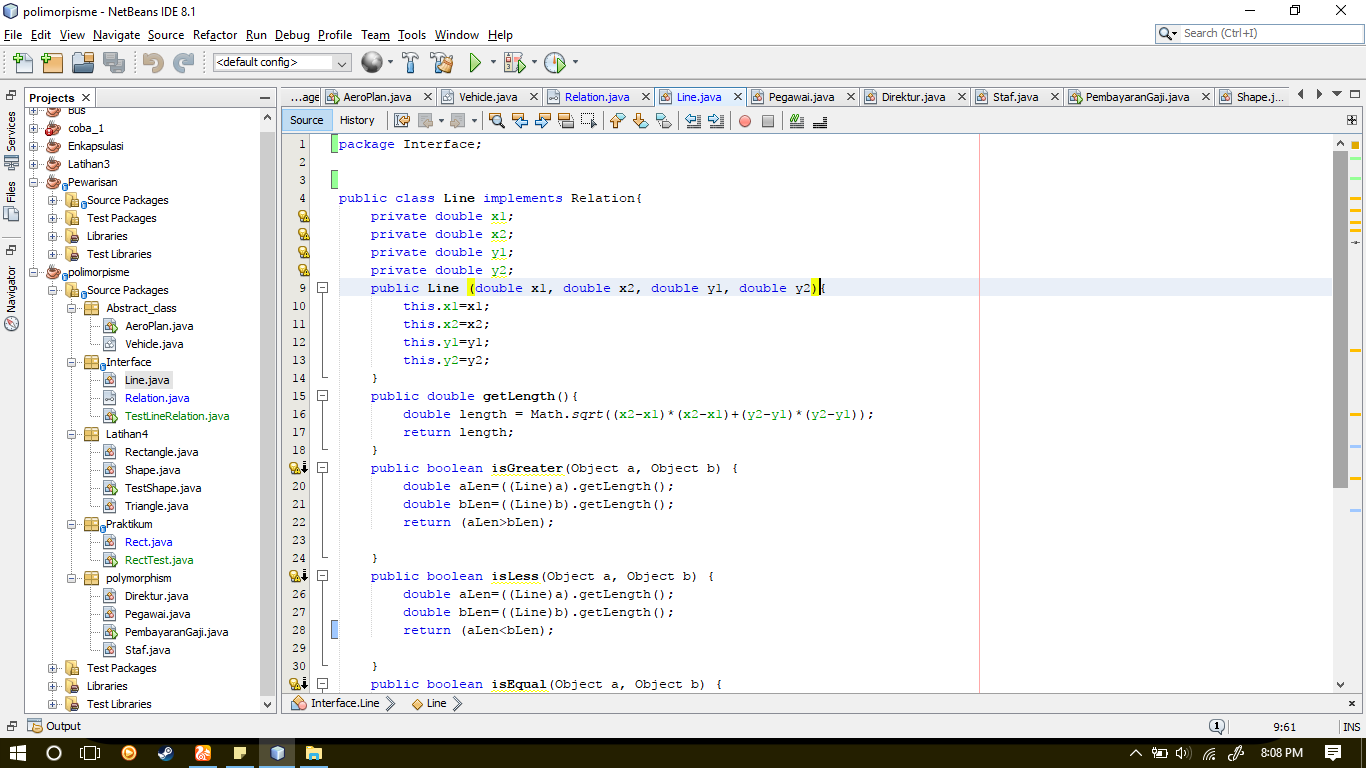 polimorpisme - NetBeans IDE 8.1
File Edit View Navigate Source Refactor Run Debug Profile Team Tools Window Help
Search (Ctrl+I)
<default config>
Services
Files
Navigator
Projects
Bus
coba_1
Enkapsulasi
Latihan3
Pewarisan
Source Packages
Test Packages
Libraries
Test Libraries
polimorpisme
Source Packages
Abstract_class
AeroPlan.java
Vehicle.java
Interface
Line.java
Relation.java
TestLineRelation.java
Latihan4
Rectangle.java
Shape.java
TestShape.java
Triangle.java
Praktikum
Rect.java
RectTest.java
polymorphism
Direktur.java
Pegawai.java
PembayaranGaji.java
Staf.java
Test Packages
Libraries
Test Libraries
...age AeroPlan.java Vehicle.java Relation.java Line.java Pegawai.java Direktur.java Staf.java PembayaranGaji.java Shape.j...
Source History
1 package Interface;
2
3
4 public class Line implements Relation{
private double x1;
private double x2;
private double y1;
private double y2;
9 public Line (double x1, double x2, double y1, double y2){
10 this.x1=x1;
11 this.x2=x2;
12 this.y1=y1;
13 this.y2=y2;
14 }
15 public double getLength(){
16 double length = Math.sqrt((x2-x1)*(x2-x1)+(y2-y1)*(y2-y1));
17 return length;
18 }
public boolean isGreater(Object a, Object b) {
20 double aLen=((Line)a).getLength();
21 double bLen=((Line)b).getLength();
22 return (aLen>bLen);
23
24 }
public boolean isLess(Object a, Object b) {
26 double aLen=((Line)a).getLength();
27 double bLen=((Line)b).getLength();
28 return (aLen<bLen);
29
30 }
public boolean isEqual(Object a, Object b) {
Interface.Line Line
Output
1
9:61 INS
8:08 PM